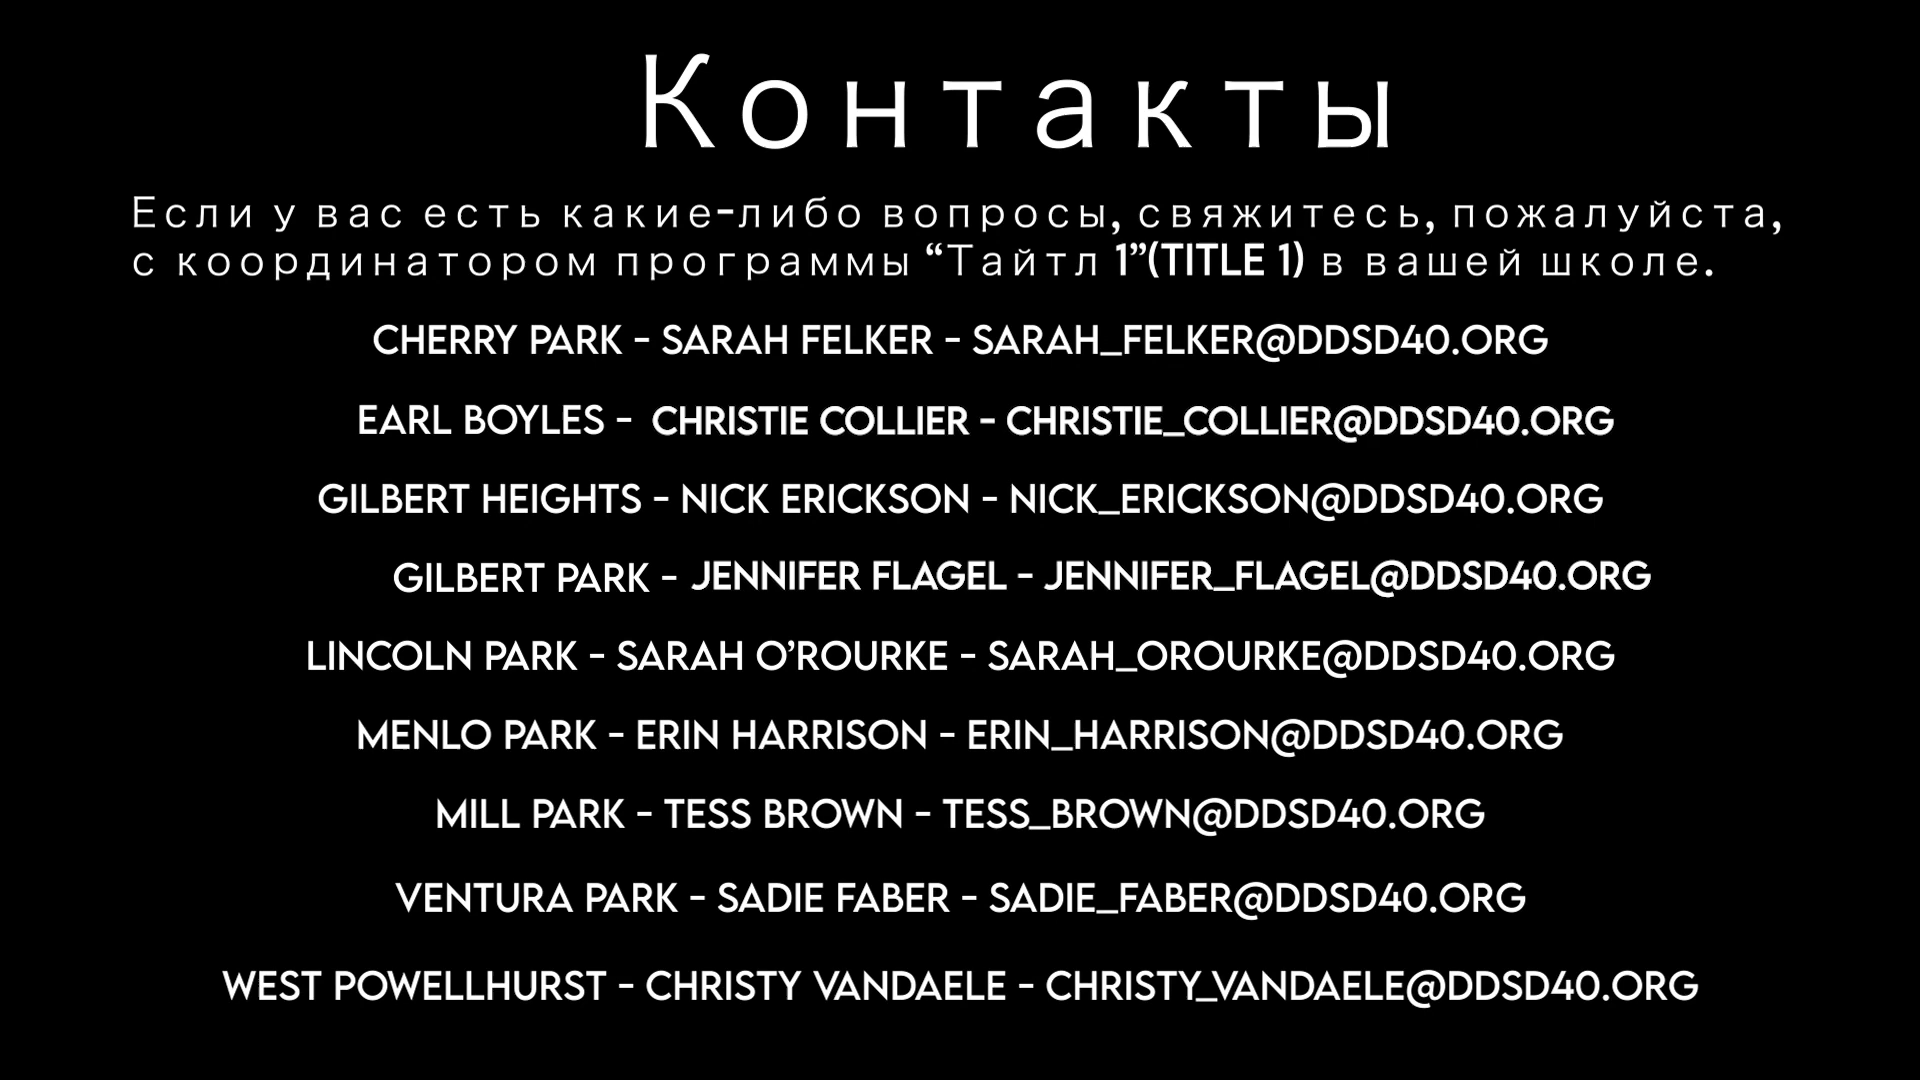 Контакты
Если у вас есть какие-либо вопросы, свяжитесь, пожалуйста,
с координатором программы “Тайтл 1”(TITLE 1) в вашей школе.
CHERRY PARK - SARAH FELKER - SARAH_FELKER@DDSD40.ORG
EARL BOYLES - CHRISTIE COLLIER - CHRISTIE_COLLIER@DDSD40.ORG
GILBERT HEIGHTS - NICK ERICKSON - NICK_ERICKSON@DDSD40.ORG
GILBERT PARK - JENNIFER FLAGEL - JENNIFER_FLAGEL@DDSD40.ORG
LINCOLN PARK - SARAH O’ROURKE - SARAH_OROURKE@DDSD40.ORG
MENLO PARK - ERIN HARRISON - ERIN_HARRISON@DDSD40.ORG
MILL PARK - TESS BROWN - TESS_BROWN@DDSD40.ORG
VENTURA PARK - SADIE FABER - SADIE_FABER@DDSD40.ORG
WEST POWELLHURST - CHRISTY VANDAELE - CHRISTY_VANDAELE@DDSD40.ORG